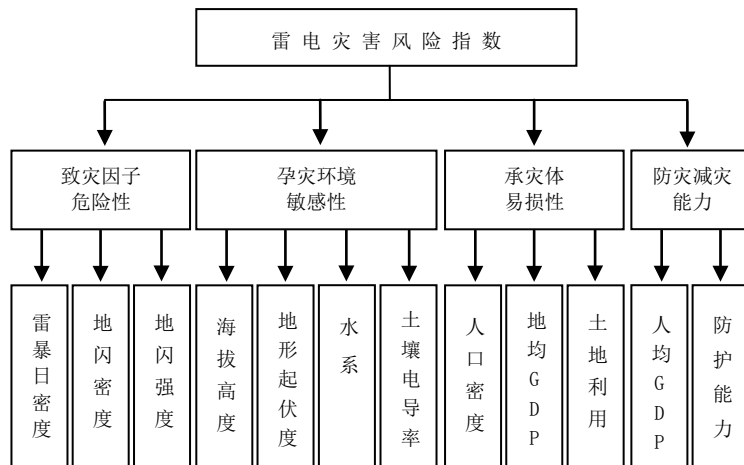 雷电灾害风险指数
致灾因子
危险性
孕灾环境
敏感性
承灾体
易损性
防灾减灾
能力
雷暴日密度
地闪密度
地闪强度
海拔高度
地形起伏度
水系
土壤电导率
人口密度
地均GDP
土地利用
人均GDP
防护能力